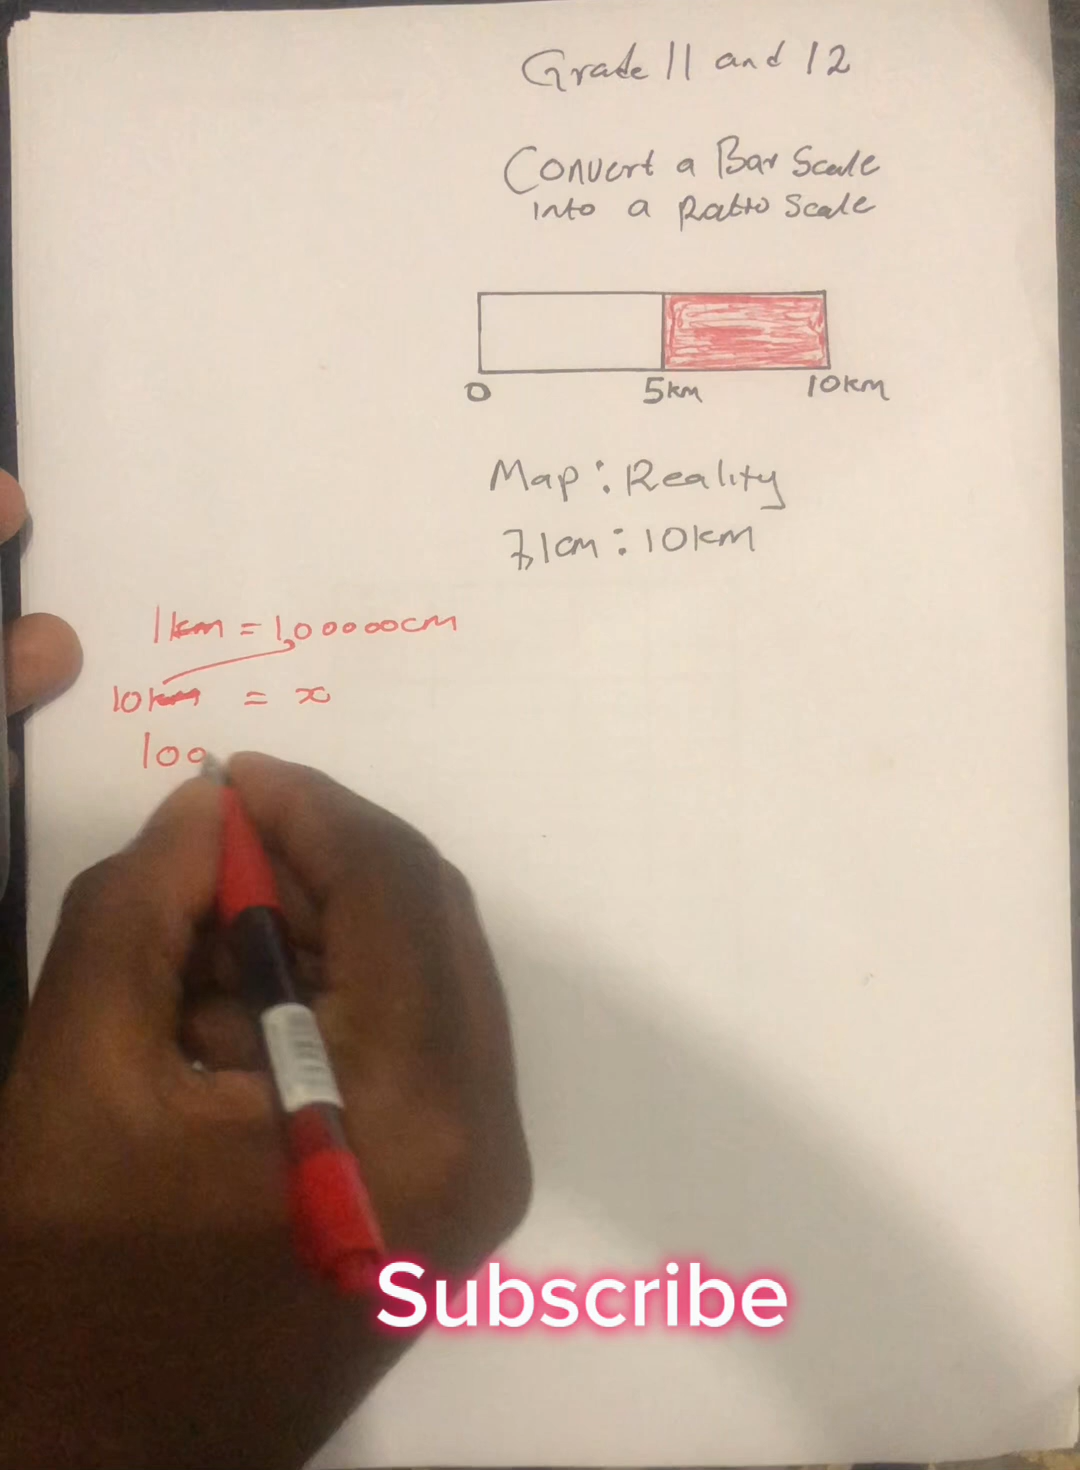 Grade 11 and 12
Convert a Bar Scale
into a Ratio Scale
0 5km 10km
Map : Reality
7,1cm : 10km
1km = 1,00000cm
10km = x
100
Subscribe